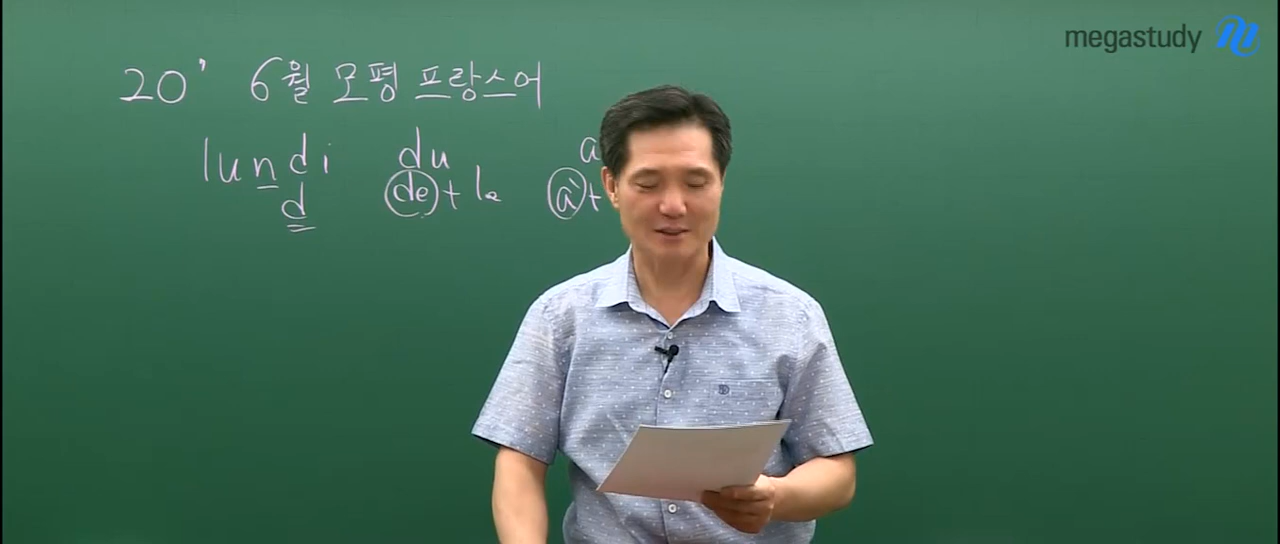 megastudy
20' 6월 모평 프랑스어
lundi du a
d de + le à +